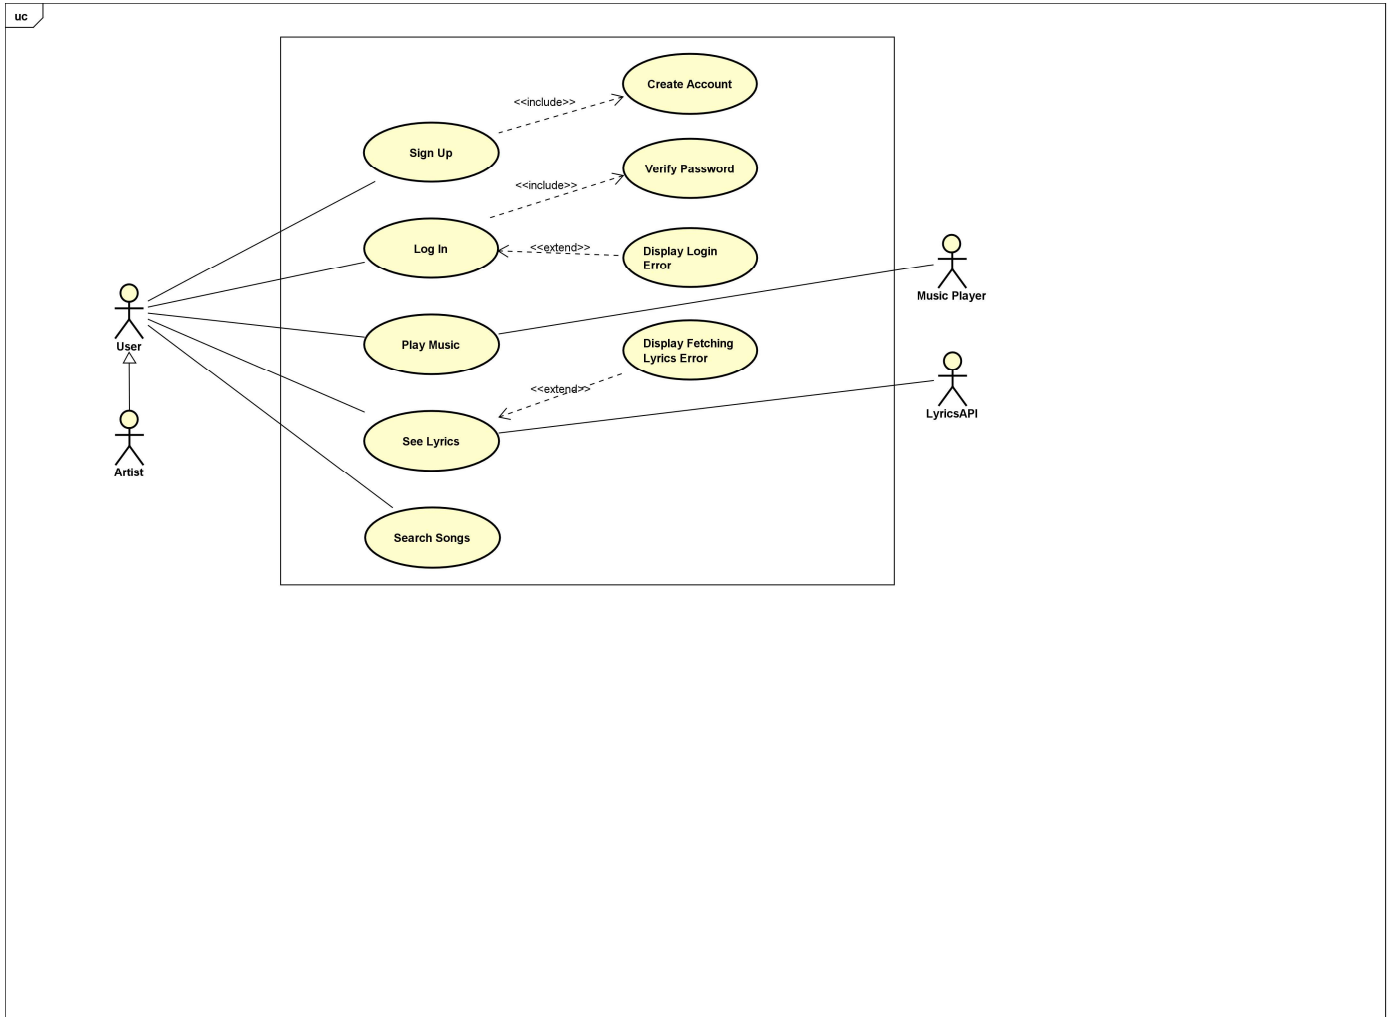 uc
Create Account
<<include>>
Sign Up
Verify Password
<<include>>
Log In
<<extend>>
Display Login
Error
Music Player
User
Play Music
Display Fetching
Lyrics Error
<<extend>>
LyricsAPI
See Lyrics
Artist
Search Songs